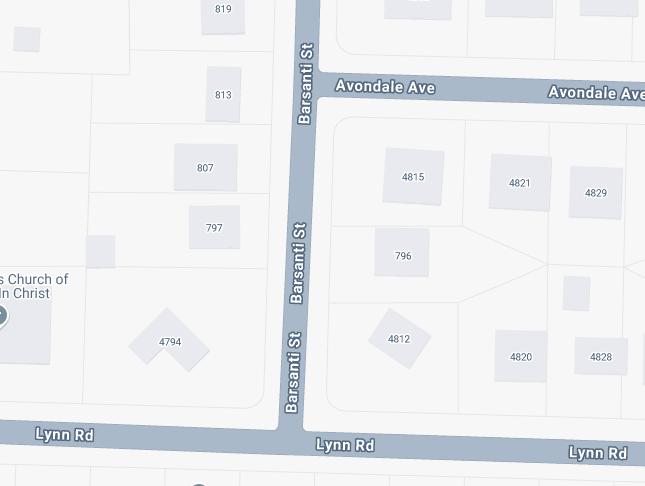 819
Barsanti St
813
Avondale Ave
Avondale Ave
807
4815
4821
4829
797
Barsanti St
796
s Church of
In Christ
4794
Barsanti St
4812
4820
4828
Lynn Rd
Lynn Rd
Lynn Rd